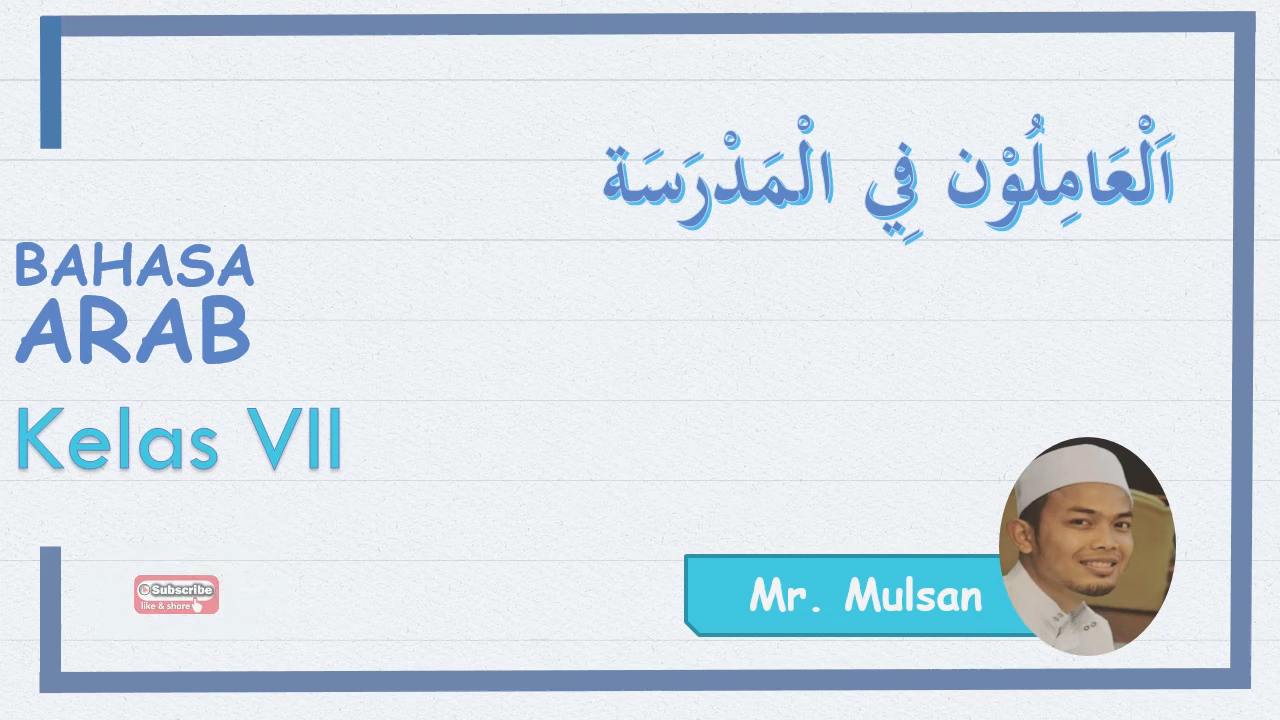 اَلْعَامِلُوْن فِي الْمَدْرَسَة
BAHASA
ARAB
Kelas VII
Subscribe
like & share
Mr. Mulsan